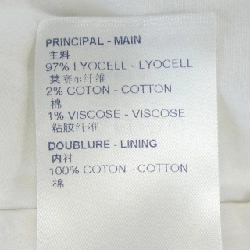 PRINCIPAL - MAIN
主料
97% LYOCELL - LYOCELL
莫赛尔纤维
2% COTON - COTTON
棉
1% VISCOSE - VISCOSE
粘胶纤维
DOUBLURE - LINING
内衬
100% COTON - COTTON
棉